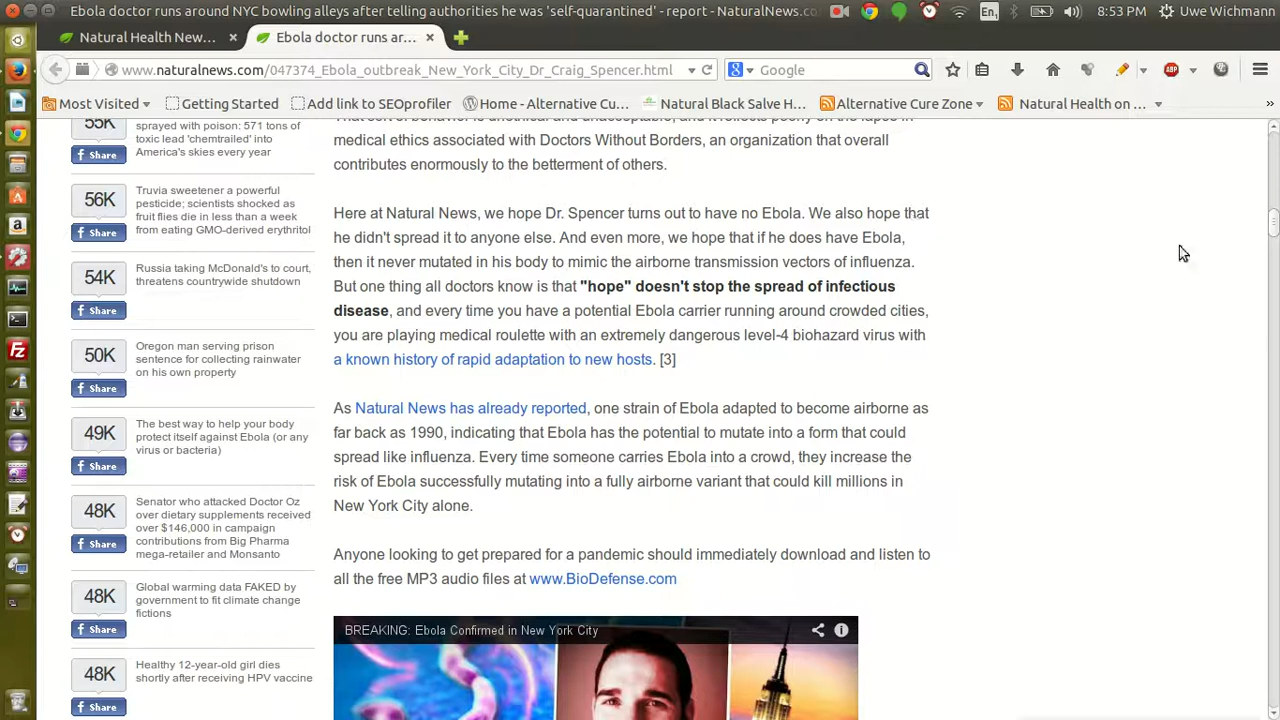 Ebola doctor runs around NYC bowling alleys after telling authorities he was 'self-quarantined' - report - NaturalNews.co
En1
8:53 PM
Uwe Wichmann
Natural Health New...
Ebola doctor runs ar...
www.naturalnews.com/047374_Ebola_outbreak_New_York_City_Dr_Craig_Spencer.html
Google
ABP
Most Visited
Getting Started
Add link to SEOprofiler
Home - Alternative Cu...
Natural Black Salve H...
Alternative Cure Zone
Natural Health on ...
55K
Share
sprayed with poison: 571 tons of
toxic lead 'chemtrailed' into
America's skies every year
56K
Share
Truvia sweetener a powerful
pesticide; scientists shocked as
fruit flies die in less than a week
from eating GMO-derived erythritol
54K
Share
Russia taking McDonald's to court,
threatens countrywide shutdown
50K
Share
Oregon man serving prison
sentence for collecting rainwater
on his own property
49K
Share
The best way to help your body
protect itself against Ebola (or any
virus or bacteria)
48K
Share
Senator who attacked Doctor Oz
over dietary supplements received
over $146,000 in campaign
contributions from Big Pharma
mega-retailer and Monsanto
48K
Share
Global warming data FAKED by
government to fit climate change
fictions
48K
Share
Healthy 12-year-old girl dies
shortly after receiving HPV vaccine
That sort of behavior is unethical and unacceptable, and it reflects poorly on the lapse in
medical ethics associated with Doctors Without Borders, an organization that overall
contributes enormously to the betterment of others.
Here at Natural News, we hope Dr. Spencer turns out to have no Ebola. We also hope that
he didn't spread it to anyone else. And even more, we hope that if he does have Ebola,
then it never mutated in his body to mimic the airborne transmission vectors of influenza.
But one thing all doctors know is that "hope" doesn't stop the spread of infectious
disease, and every time you have a potential Ebola carrier running around crowded cities,
you are playing medical roulette with an extremely dangerous level-4 biohazard virus with
a known history of rapid adaptation to new hosts. [3]
As Natural News has already reported, one strain of Ebola adapted to become airborne as
far back as 1990, indicating that Ebola has the potential to mutate into a form that could
spread like influenza. Every time someone carries Ebola into a crowd, they increase the
risk of Ebola successfully mutating into a fully airborne variant that could kill millions in
New York City alone.
Anyone looking to get prepared for a pandemic should immediately download and listen to
all the free MP3 audio files at www.BioDefense.com
BREAKING: Ebola Confirmed in New York City